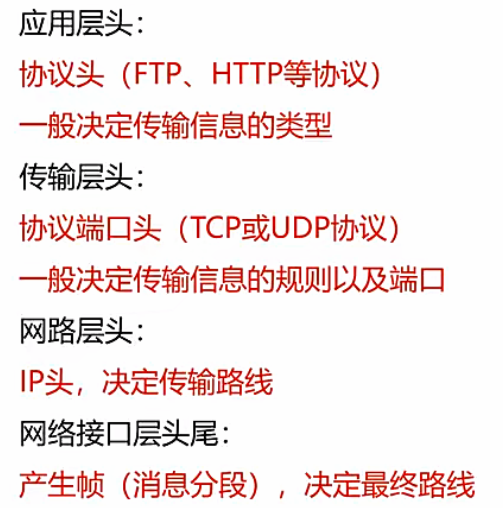 应用层头：
协议头（FTP、HTTP等协议）
一般决定传输信息的类型
传输层头：
协议端口头（TCP或UDP协议）
一般决定传输信息的规则以及端口
网路层头：
IP头，决定传输路线
网络接口层头尾：
产生帧（消息分段），决定最终路线